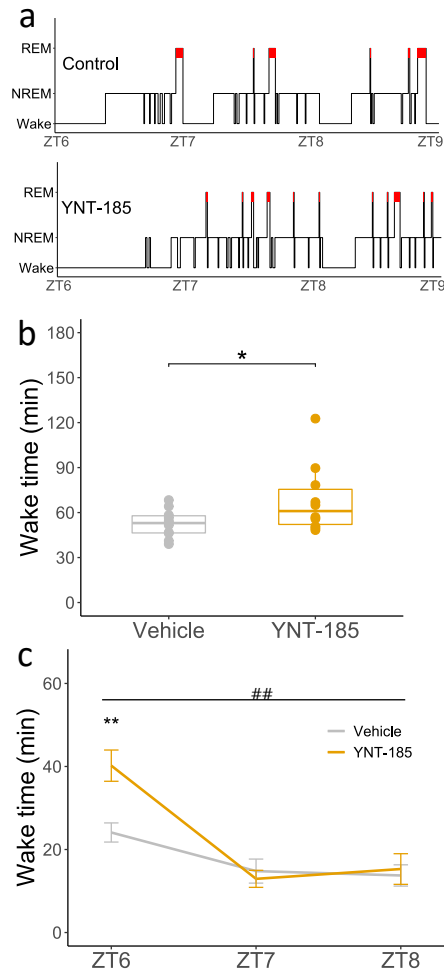 a
REM
Control
NREM
Wake
ZT6 ZT7 ZT8 ZT9
REM
YNT-185
NREM
Wake
ZT6 ZT7 ZT8 ZT9
b
180
*
150
120
90
60
30
0
Wake time (min)
Vehicle YNT-185
c
60
##
**
Vehicle
YNT-185
40
20
0
Wake time (min)
ZT6 ZT7 ZT8